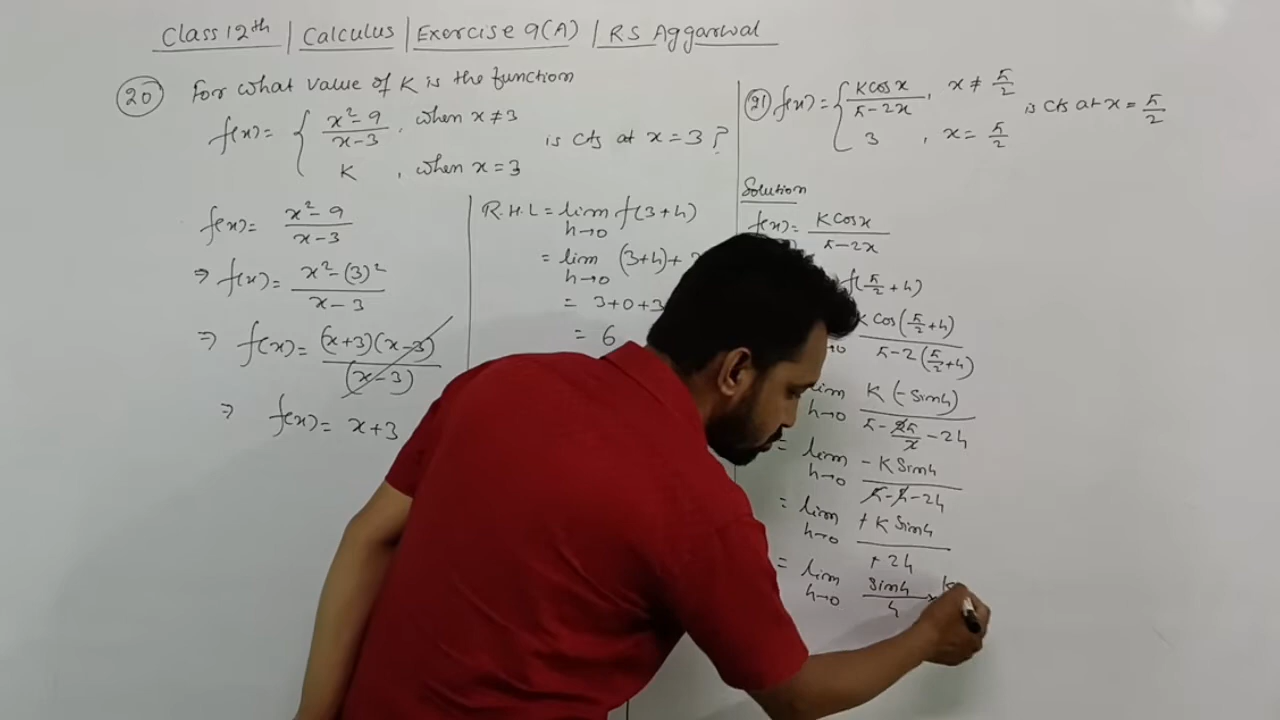 Class 12th | Calculus | Exercise 9(A) | RS Aggarwal
(20) For what value of K is the function
f(x) = { x² - 9 / x - 3 , when x ≠ 3
K , when x = 3
is cts at x = 3 ?
f(x) = x² - 9 / x - 3
⇒ f(x) = x² - (3)² / x - 3
⇒ f(x) = (x+3)(x-3) / (x-3)
⇒ f(x) = x + 3
R.H.L = lim h→0 f(3+h)
= lim h→0 (3+h) +
= 3+0+3
= 6
(21) f(x) = { K cos x / π - 2x , x ≠ π/2
3 , x = π/2
is cts at x = π/2
Solution
f(x) = K cos x / π - 2x
f(π/2 + h)
K cos(π/2 + h) / π - 2(π/2 + h)
lim h→0 K(-sinh) / π - 2π/2 - 2h
= lim h→0 -K sinh / π - π - 2h
= lim h→0 + K sinh / + 2h
= lim h→0 sinh / h × K